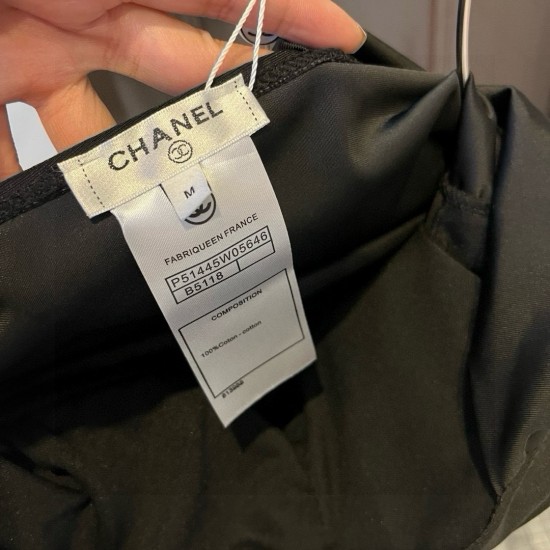 CHANEL
M
FABRIQUEEN FRANCE
P51445W05646
B5118
COMPOSITION
100%Coton - cotton